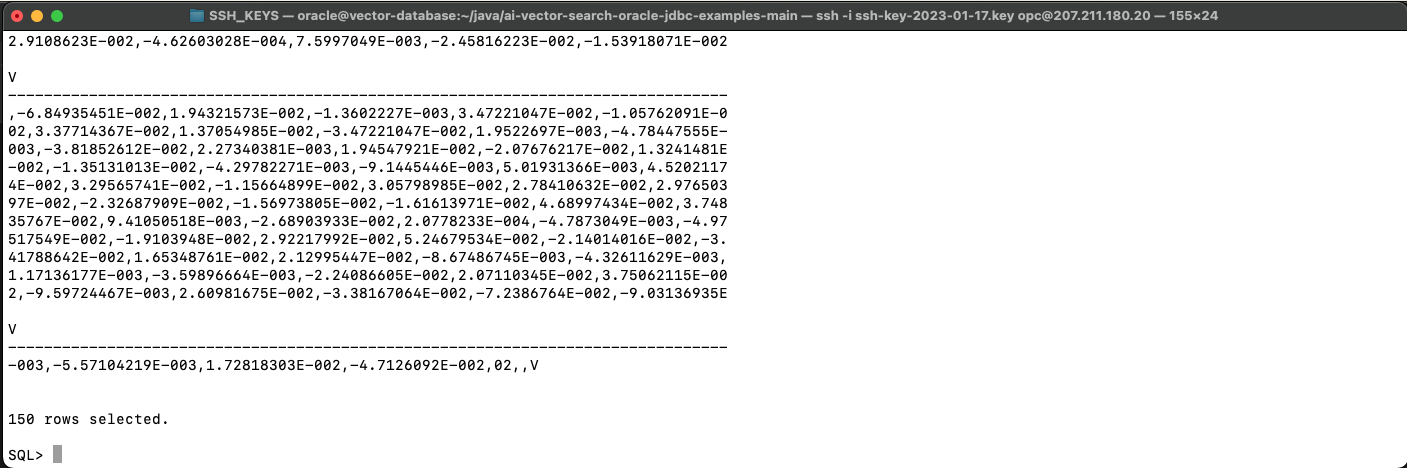 SSH_KEYS — oracle@vector-database:~/java/ai-vector-search-oracle-jdbc-examples-main — ssh -i ssh-key-2023-01-17.key opc@207.211.180.20 — 155×24
2.9108623E-002,-4.62603028E-004,7.5997049E-003,-2.45816223E-002,-1.53918071E-002
V
--------------------------------------------------------------------------------
,-6.84935451E-002,1.94321573E-002,-1.3602227E-003,3.47221047E-002,-1.05762091E-0
02,3.37714367E-002,1.37054985E-002,-3.47221047E-002,1.9522697E-003,-4.78447555E-
003,-3.81852612E-002,2.27340381E-003,1.94547921E-002,-2.07676217E-002,1.3241481E
-002,-1.35131013E-002,-4.29782271E-003,-9.1445446E-003,5.01931366E-003,4.5202117
4E-002,3.29565741E-002,-1.15664899E-002,3.05798985E-002,2.78410632E-002,2.976503
97E-002,-2.32687909E-002,-1.56973805E-002,-1.61613971E-002,4.68997434E-002,3.748
35767E-002,9.41050518E-003,-2.68903933E-002,2.0778233E-004,-4.7873049E-003,-4.97
517549E-002,-1.9103948E-002,2.92217992E-002,5.24679534E-002,-2.14014016E-002,-3.
41788642E-002,1.65348761E-002,2.12995447E-002,-8.67486745E-003,-4.32611629E-003,
1.17136177E-003,-3.59896664E-003,-2.24086605E-002,2.07110345E-002,3.75062115E-00
2,-9.59724467E-003,2.60981675E-002,-3.38167064E-002,-7.2386764E-002,-9.03136935E
V
--------------------------------------------------------------------------------
-003,-5.57104219E-003,1.72818303E-002,-4.7126092E-002,02,,V
150 rows selected.
SQL>